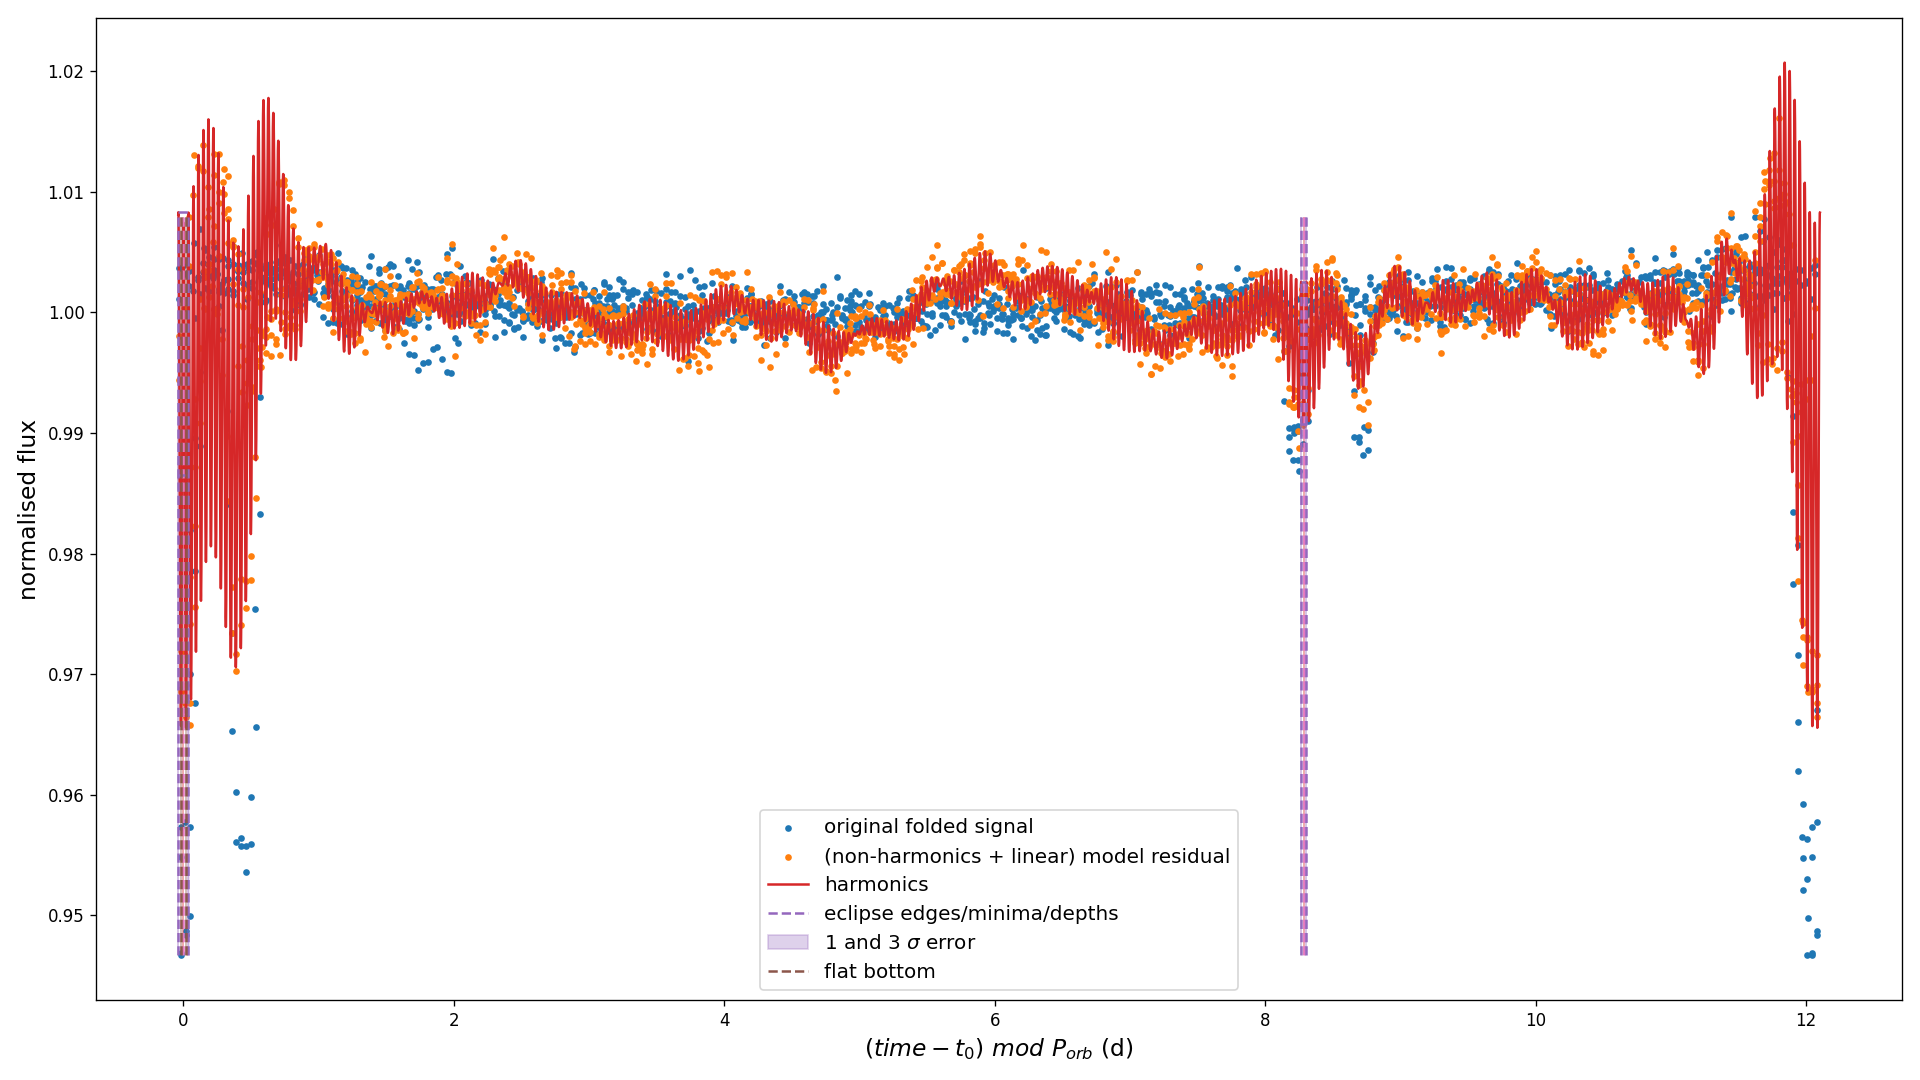 normalised flux
1.02
1.01
1.00
0.99
0.98
0.97
0.96
0.95
original folded signal
(non-harmonics + linear) model residual
harmonics
eclipse edges/minima/depths
1 and 3 σ error
flat bottom
0 2 4 6 8 10 12
(time − t₀) mod Pₒᵣb (d)